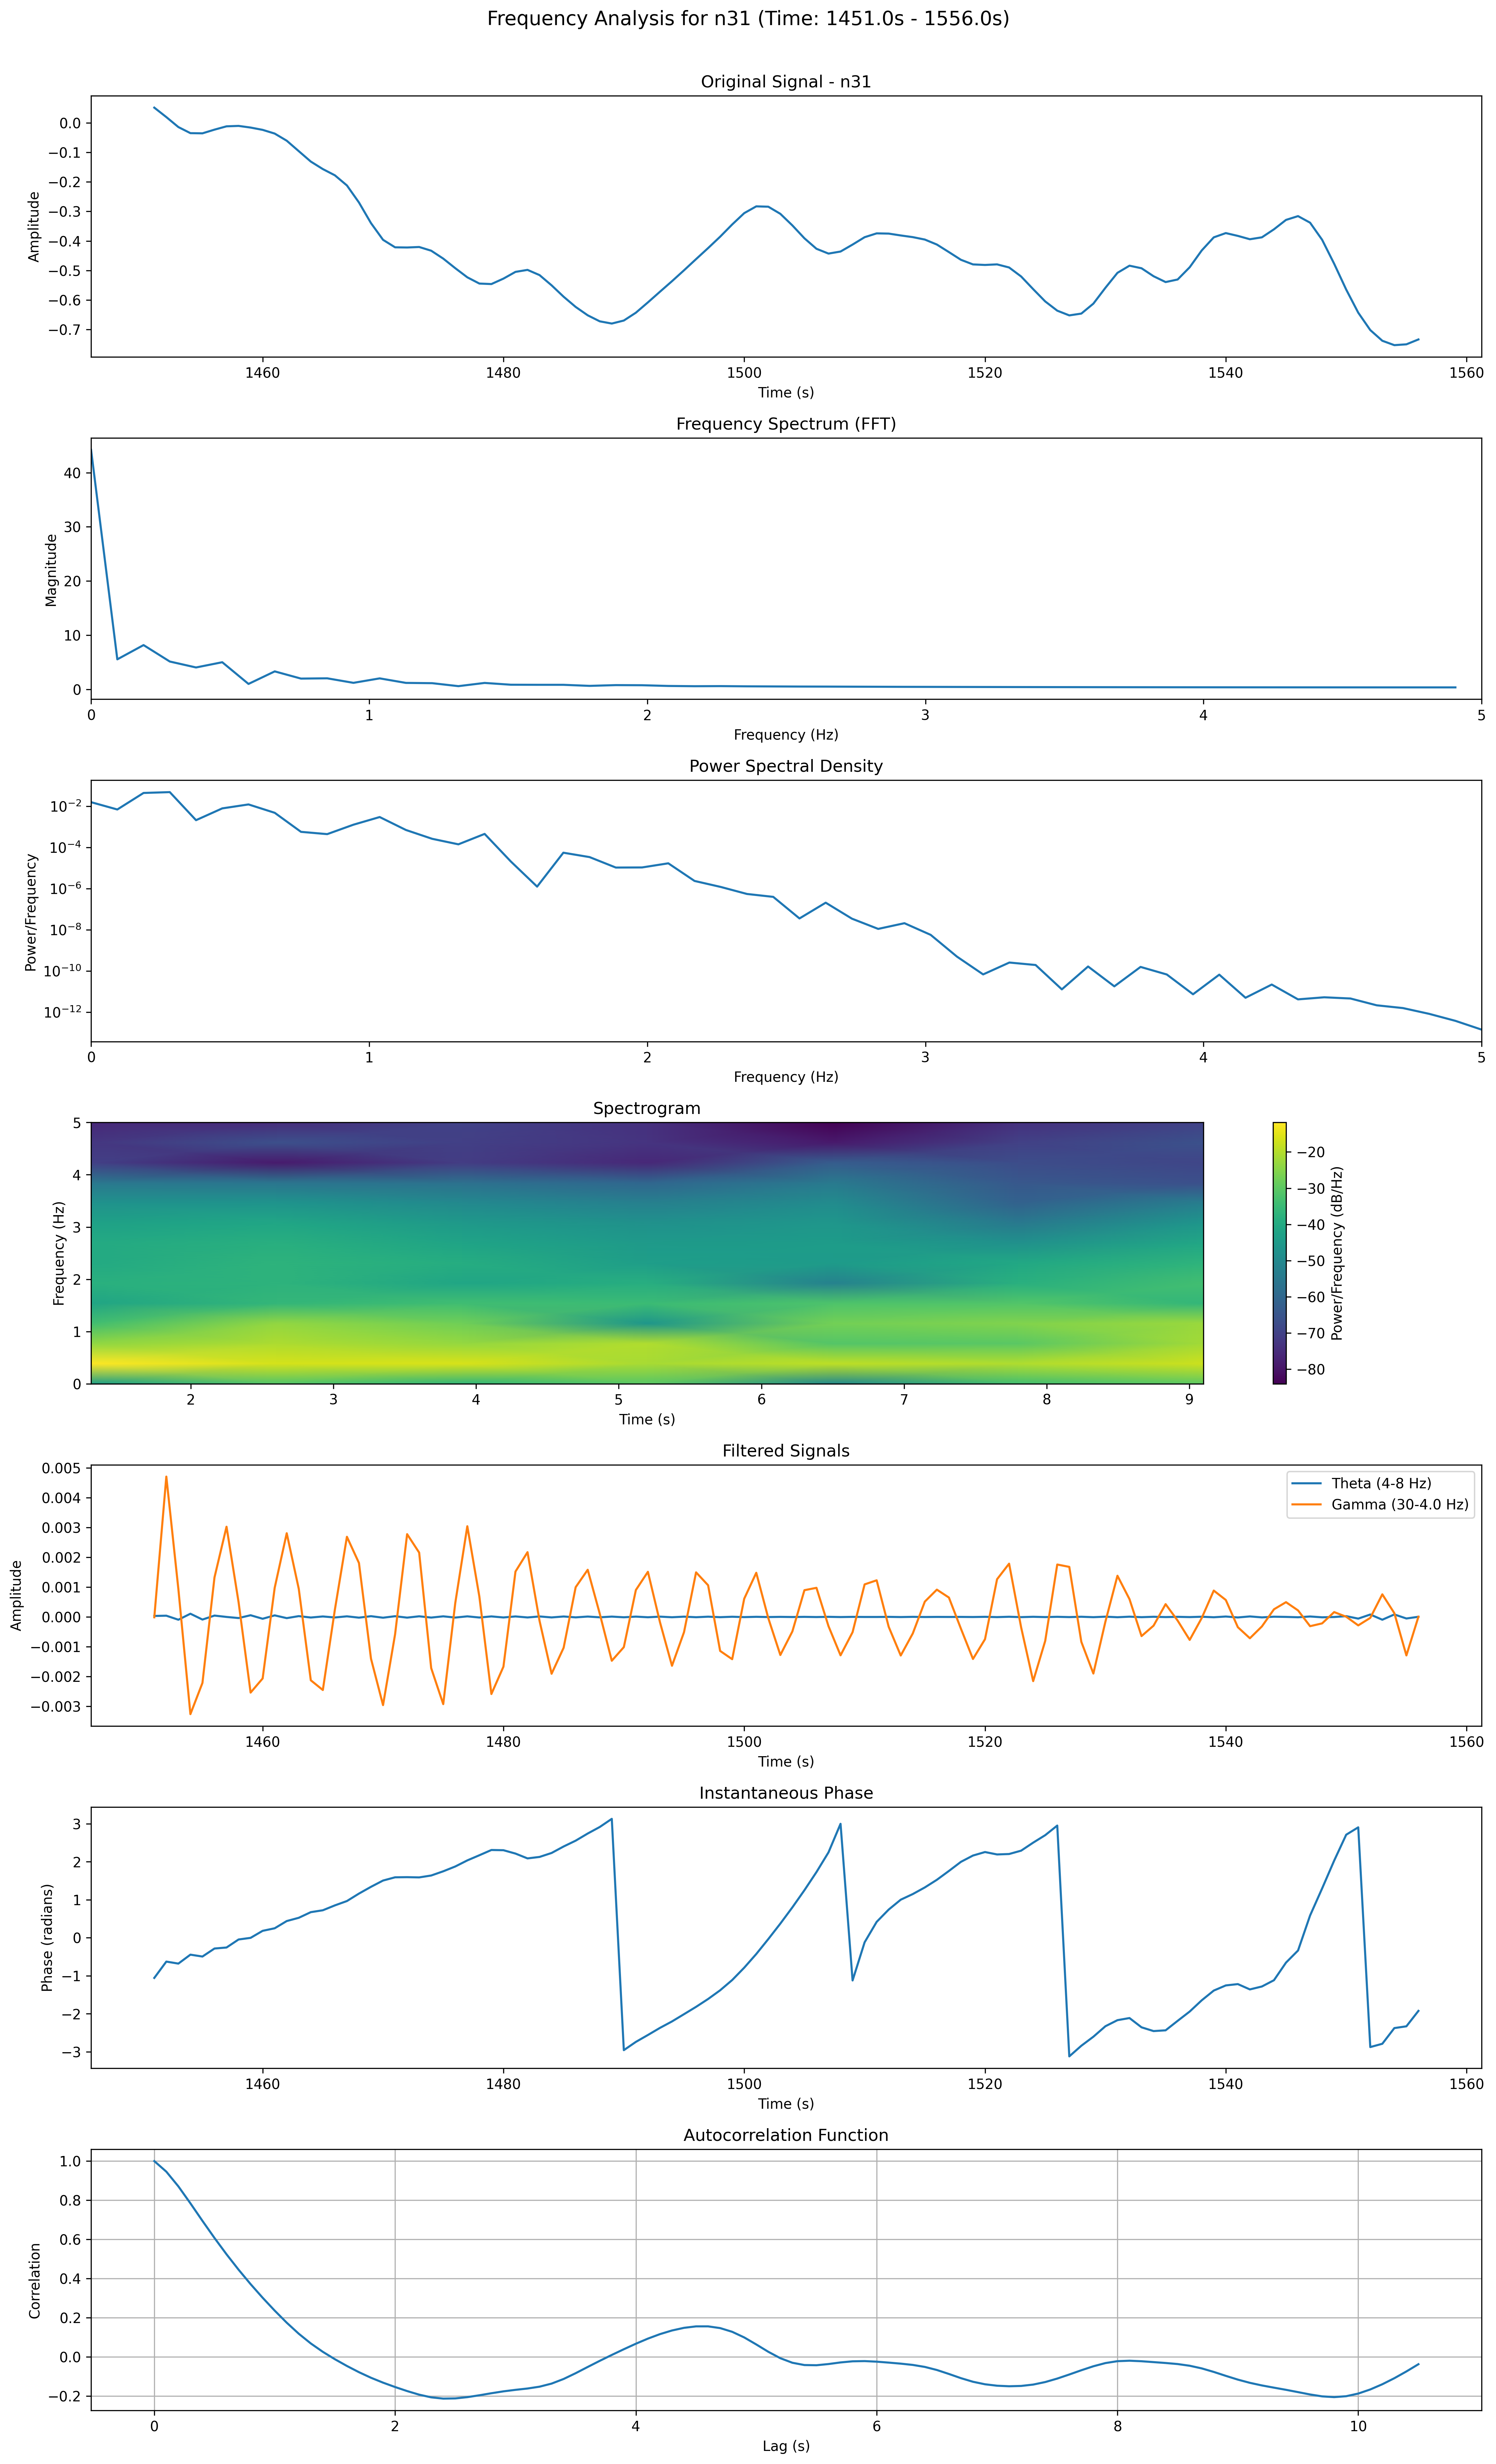 Frequency Analysis for n31 (Time: 1451.0s - 1556.0s)
Original Signal - n31
Amplitude
0.0
−0.1
−0.2
−0.3
−0.4
−0.5
−0.6
−0.7
1460 1480 1500 1520 1540 1560
Time (s)
Frequency Spectrum (FFT)
Magnitude
40
30
20
10
0
0 1 2 3 4 5
Frequency (Hz)
Power Spectral Density
Power/Frequency
10⁻²
10⁻⁴
10⁻⁶
10⁻⁸
10⁻¹⁰
10⁻¹²
0 1 2 3 4 5
Frequency (Hz)
Spectrogram
Frequency (Hz)
5
4
3
2
1
0
2 3 4 5 6 7 8 9
Time (s)
−20
−30
−40
−50
−60
−70
−80
Power/Frequency (dB/Hz)
Filtered Signals
Amplitude
0.005
0.004
0.003
0.002
0.001
0.000
−0.001
−0.002
−0.003
Theta (4-8 Hz)
Gamma (30-4.0 Hz)
1460 1480 1500 1520 1540 1560
Time (s)
Instantaneous Phase
Phase (radians)
3
2
1
0
−1
−2
−3
1460 1480 1500 1520 1540 1560
Time (s)
Autocorrelation Function
Correlation
1.0
0.8
0.6
0.4
0.2
0.0
−0.2
0 2 4 6 8 10
Lag (s)